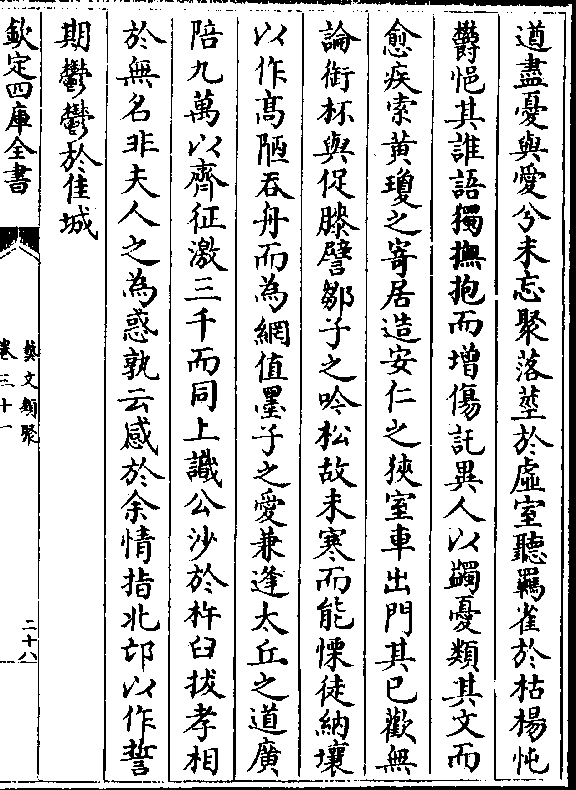 道盡憂與愛兮未忘聚落塟於虛室聽羈雀於枯楊忳
欝悒其誰語獨撫抱而增傷託異人以蠲憂類其文而
愈疾索黃瓊之寄居造安仁之狹室車出門其已歡無
論銜杯與促膝譬鄒子之吟松故未寒而能慄徒納壤
以作高陋吞舟而為網值墨子之愛兼逢太丘之道廣
陪九萬以齊征激三千而同上識公沙於杵臼拔孝相
於無名非夫人之為惑孰云感於余情指北邙以作誓
期鬱鬱於佳城
欽定四庫全書
藝文類聚
卷三十一
二十八